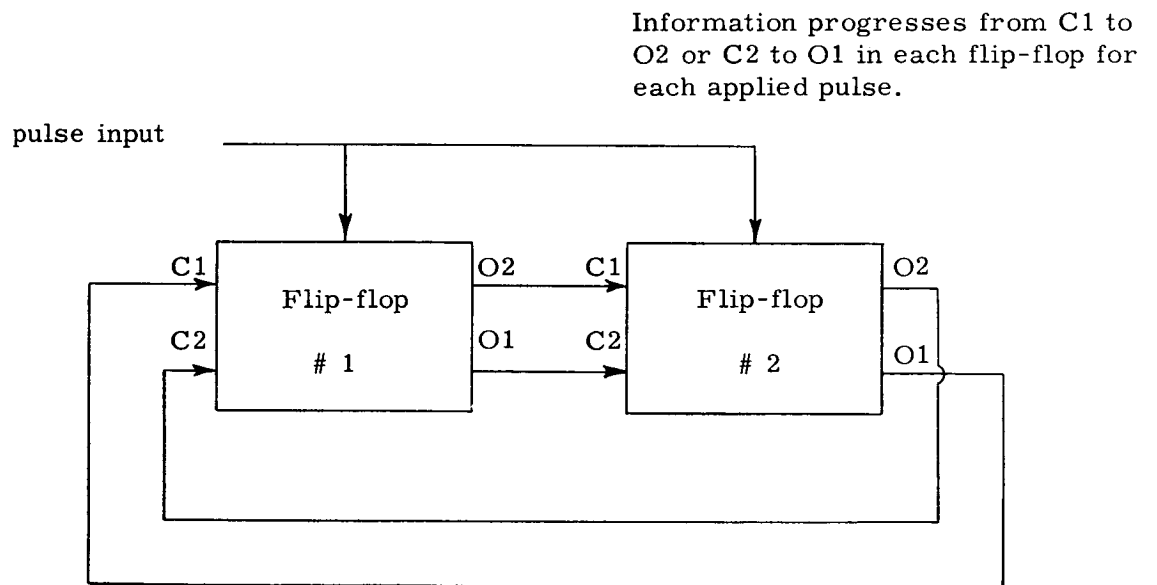 Information progresses from C1 to
O2 or C2 to O1 in each flip-flop for
each applied pulse.
pulse input
C1
O2
C1
O2
Flip-flop
Flip-flop
C2
O1
C2
O1
# 1
# 2